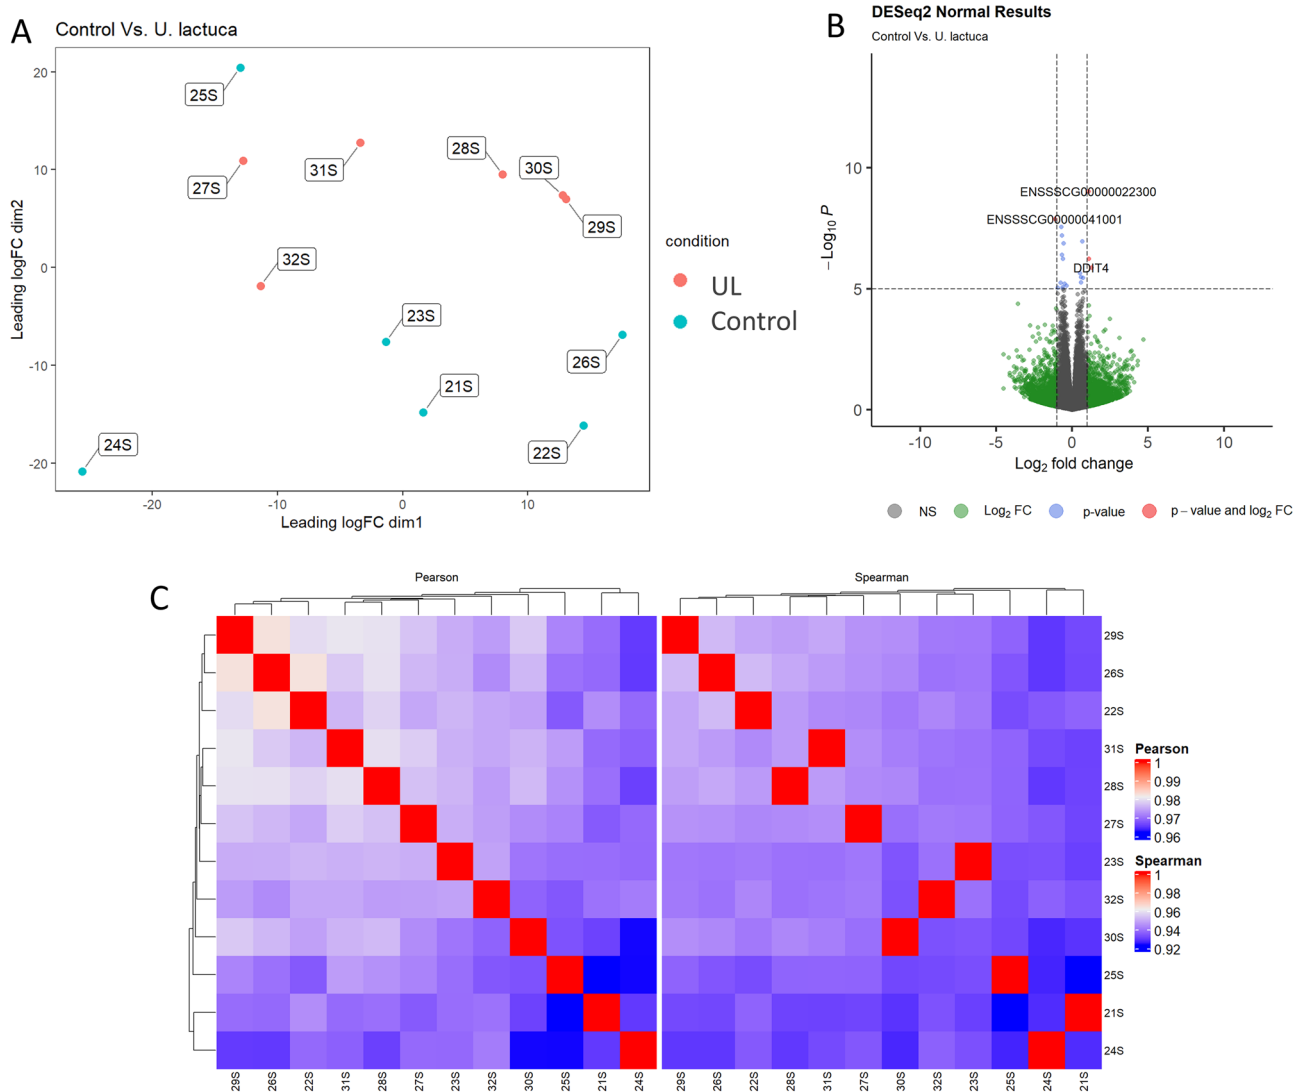 A
Control Vs. U. lactuca
Leading logFC dim2
20
10
0
-10
-20
25S
27S
31S
28S
30S
29S
32S
23S
26S
21S
22S
24S
-20
-10
0
10
Leading logFC dim1
condition
UL
Control
B
DESeq2 Normal Results
Control Vs. U. lactuca
−Log10 P
10
5
0
ENSSSCG00000022300
ENSSSCG00000041001
DDIT4
-10
-5
0
5
10
Log2 fold change
NS
Log2 FC
p-value
p − value and log2 FC
C
Pearson
Spearman
29S
26S
22S
31S
28S
27S
23S
32S
30S
25S
21S
24S
Pearson
1
0.99
0.98
0.97
0.96
Spearman
1
0.98
0.96
0.94
0.92
29S
26S
22S
31S
28S
27S
23S
32S
30S
25S
21S
24S
29S
26S
22S
28S
31S
27S
30S
32S
23S
25S
24S
21S